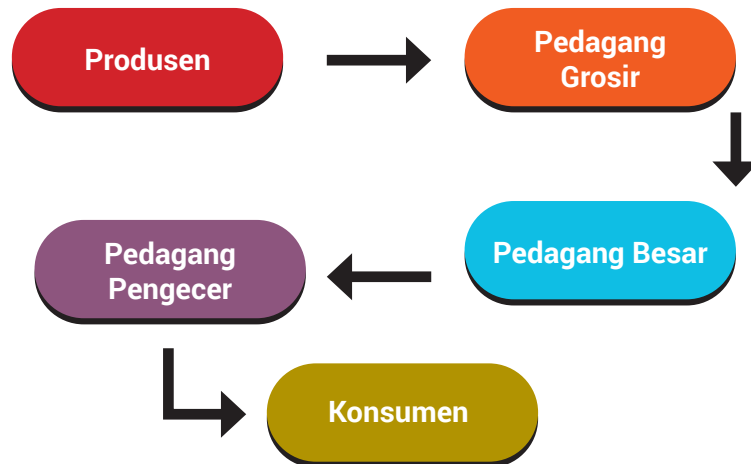 Produsen
Pedagang
Grosir
Pedagang Besar
Pedagang
Pengecer
Konsumen